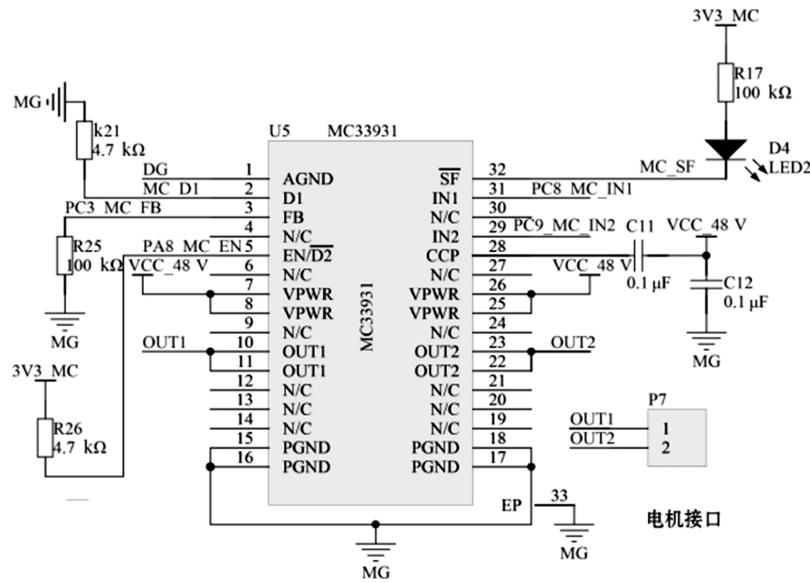 3V3_MC
R17
100 kΩ
MG
k21
4.7 kΩ
U5 MC33931
D4
LED2
DG 1 AGND SF 32 MC_SF
MC_D1 2 D1 IN1 31 PC8_MC_IN1
PC3_MC_FB 3 FB N/C 30
4 N/C IN2 29 PC9_MC_IN2 C11 VCC_48 V
R25
100 kΩ
PA8_MC_EN 5 EN/D2 CCP 28
VCC_48 V 6 N/C N/C 27 VCC_48 V
0.1 μF
C12
0.1 μF
7 VPWR VPWR 26
8 VPWR VPWR 25
MG
9 N/C N/C 24
MG
OUT1 10 OUT1 OUT2 23 OUT2
11 OUT1 OUT2 22
MC33931
3V3_MC
12 N/C N/C 21
13 N/C N/C 20
14 N/C N/C 19
R26
4.7 kΩ
15 PGND PGND 18
16 PGND PGND 17
P7
OUT1 1
OUT2 2
EP 33
MG
MG
电机接口